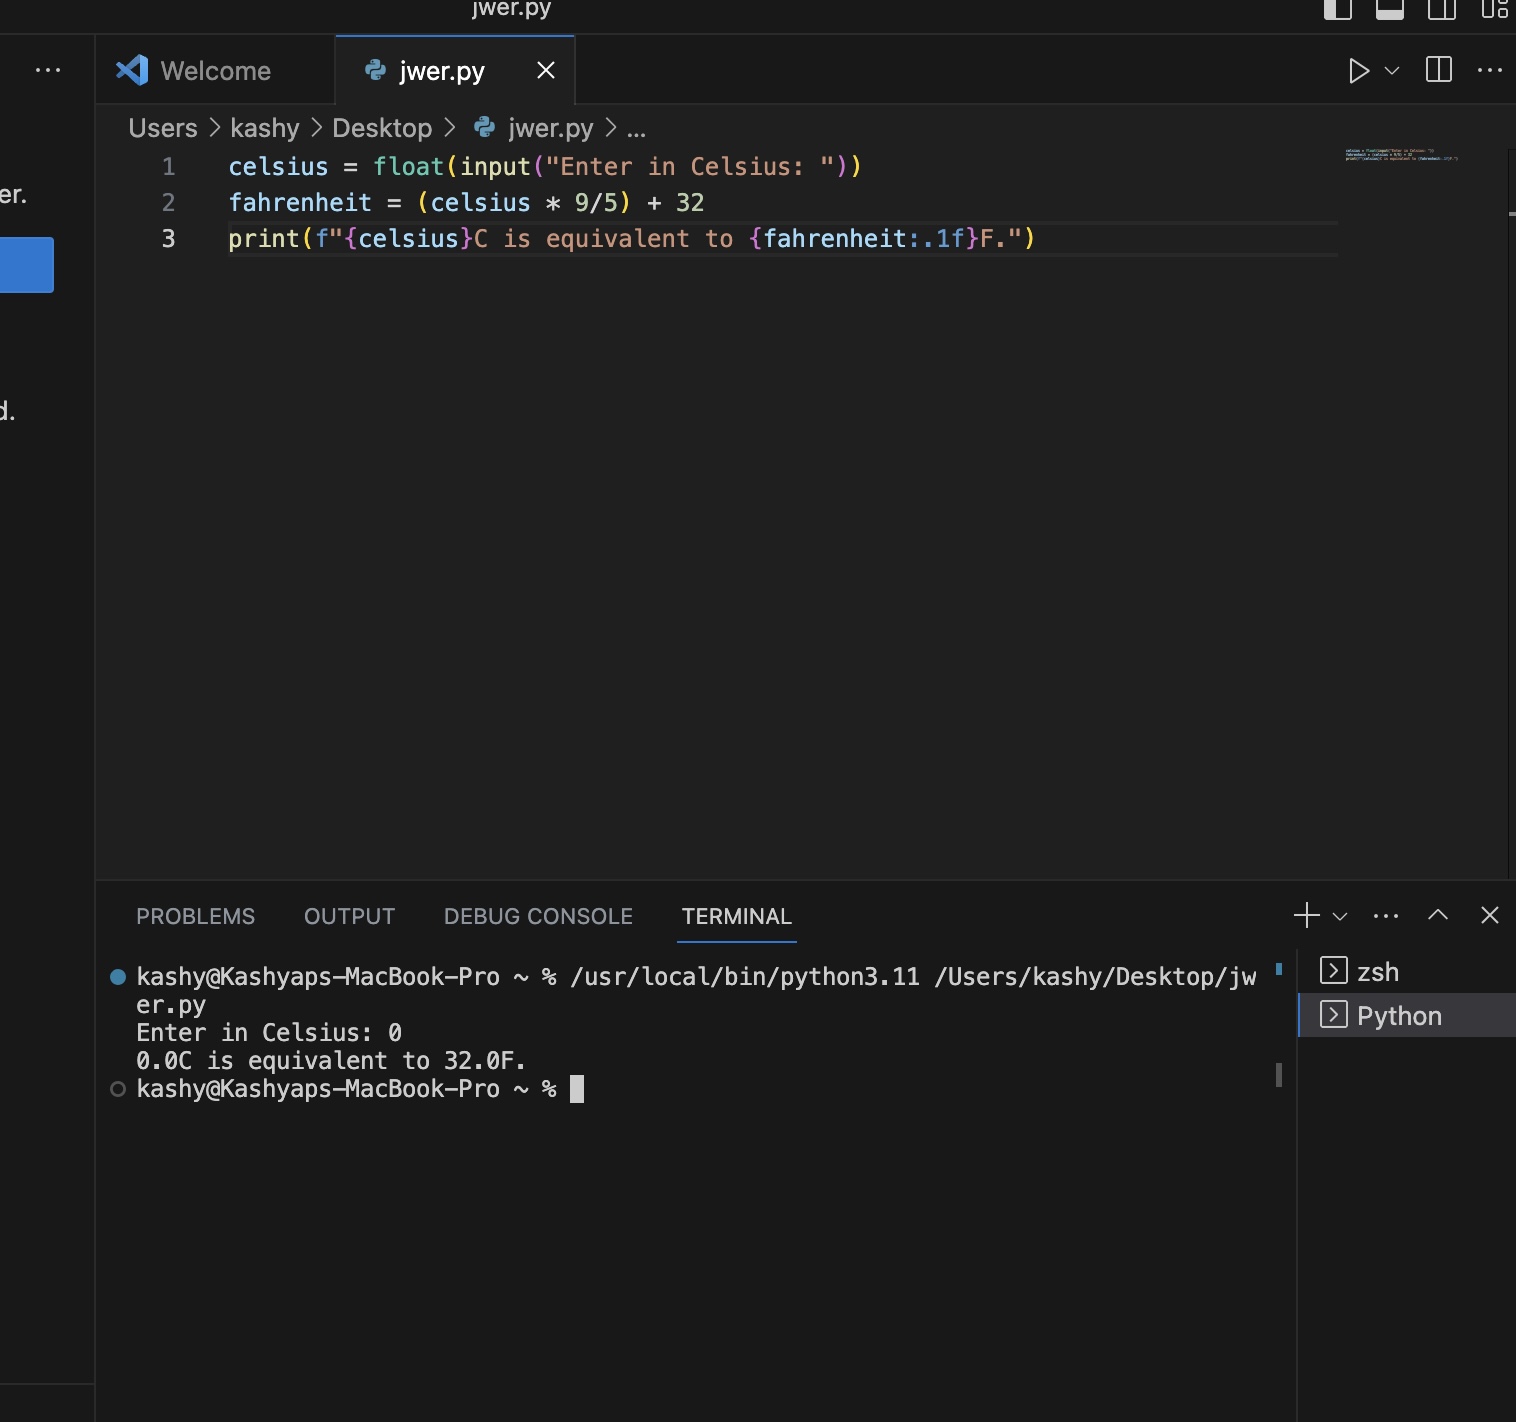 jwer.py
Welcome
jwer.py
Users > kashy > Desktop > jwer.py > ...
er.
d.
1 celsius = float(input("Enter in Celsius: "))
2 fahrenheit = (celsius * 9/5) + 32
3 print(f"{celsius}C is equivalent to {fahrenheit:.1f}F.")
PROBLEMS OUTPUT DEBUG CONSOLE TERMINAL
kashy@Kashyaps-MacBook-Pro ~ % /usr/local/bin/python3.11 /Users/kashy/Desktop/jw
er.py
Enter in Celsius: 0
0.0C is equivalent to 32.0F.
kashy@Kashyaps-MacBook-Pro ~ %
zsh
Python